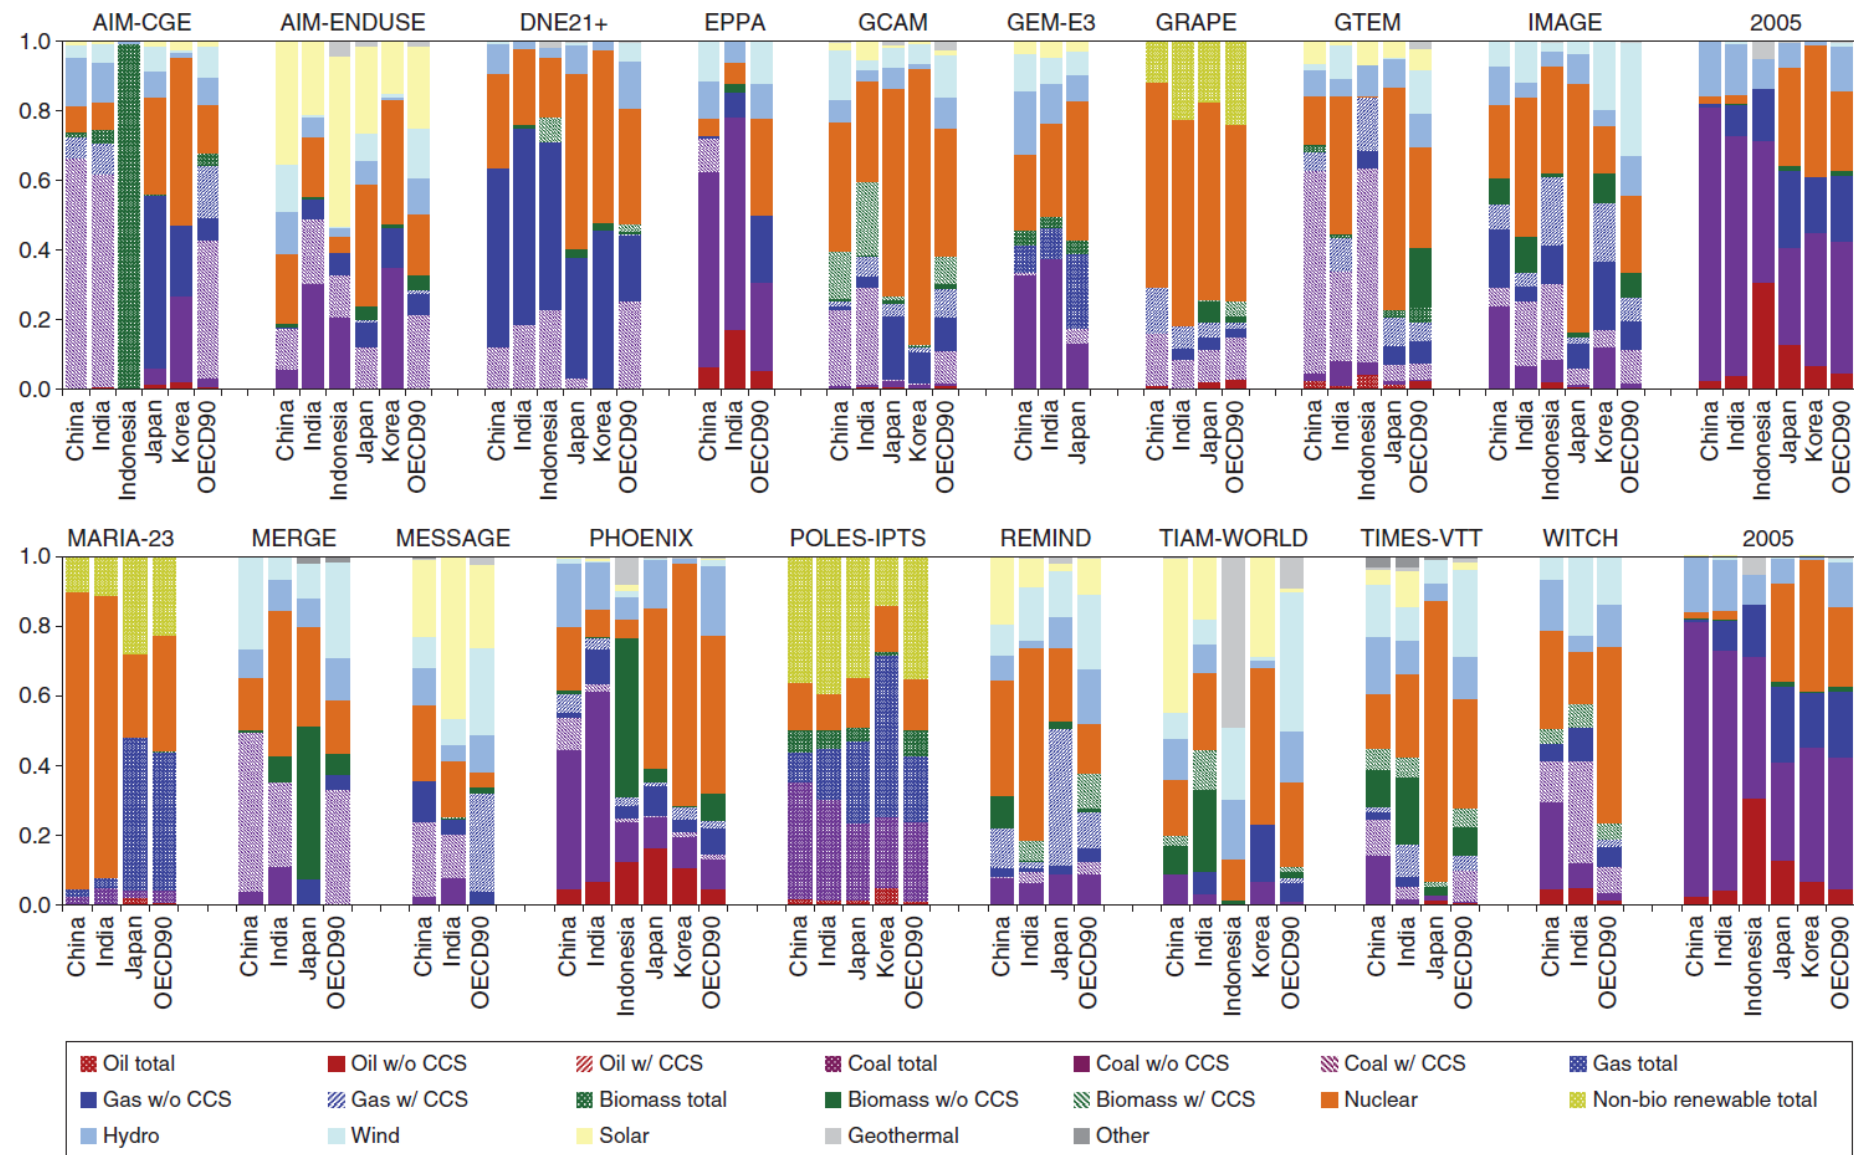 AIM-CGE AIM-ENDUSE DNE21+ EPPA GCAM GEM-E3 GRAPE GTEM IMAGE 2005
1.0
0.8
0.6
0.4
0.2
0.0
China India Indonesia Japan Korea OECD90 China India Indonesia Japan Korea OECD90 China India Indonesia Japan Korea OECD90 China India OECD90 China India Japan Korea OECD90 China India Japan China India Japan OECD90 China India Indonesia Japan OECD90 China India Indonesia Japan Korea OECD90 China India Indonesia Japan Korea OECD90
MARIA-23 MERGE MESSAGE PHOENIX POLES-IPTS REMIND TIAM-WORLD TIMES-VTT WITCH 2005
1.0
0.8
0.6
0.4
0.2
0.0
China India Japan OECD90 China India Japan OECD90 China India OECD90 China India Indonesia Japan Korea OECD90 China India Japan Korea OECD90 China India Japan OECD90 China India Indonesia Korea OECD90 China India Japan OECD90 China India OECD90 China India Indonesia Japan Korea OECD90
Oil total Oil w/o CCS Oil w/ CCS Coal total Coal w/o CCS Coal w/ CCS Gas total
Gas w/o CCS Gas w/ CCS Biomass total Biomass w/o CCS Biomass w/ CCS Nuclear Non-bio renewable total
Hydro Wind Solar Geothermal Other